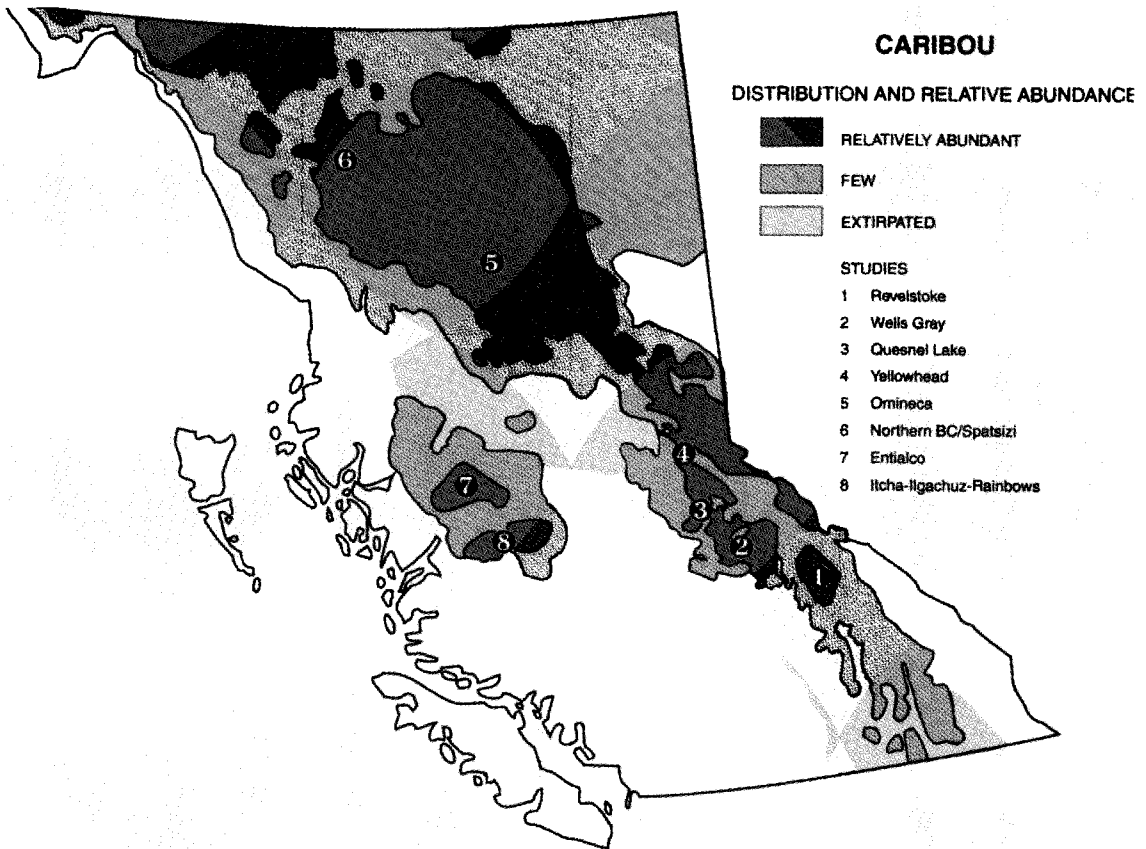 CARIBOU
DISTRIBUTION AND RELATIVE ABUNDANCE
RELATIVELY ABUNDANT
FEW
EXTIRPATED
STUDIES
1 Revelstoke
2 Wells Gray
3 Quesnel Lake
4 Yellowhead
5 Omineca
6 Northern BC/Spatsizi
7 Entialco
8 Itcha-Ilgachuz-Rainbows
6
5
4
7
3
8
2
1